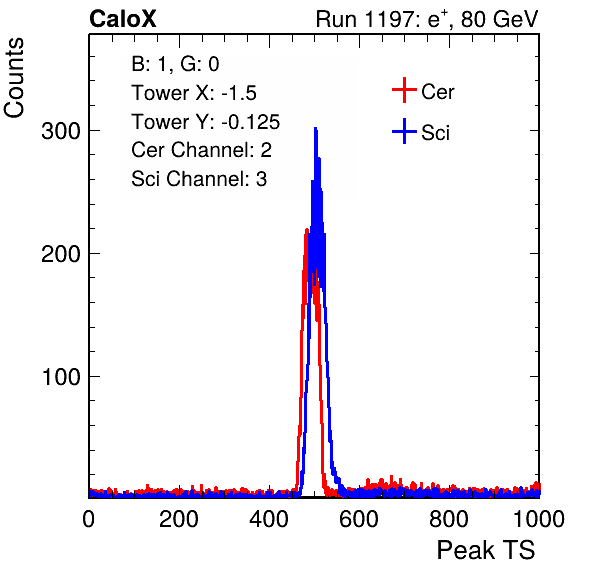 CaloX Run 1197: e⁺, 80 GeV
B: 1, G: 0
Tower X: -1.5
Tower Y: -0.125
Cer Channel: 2
Sci Channel: 3
Cer
Sci
Counts
300
200
100
0 200 400 600 800 1000
Peak TS